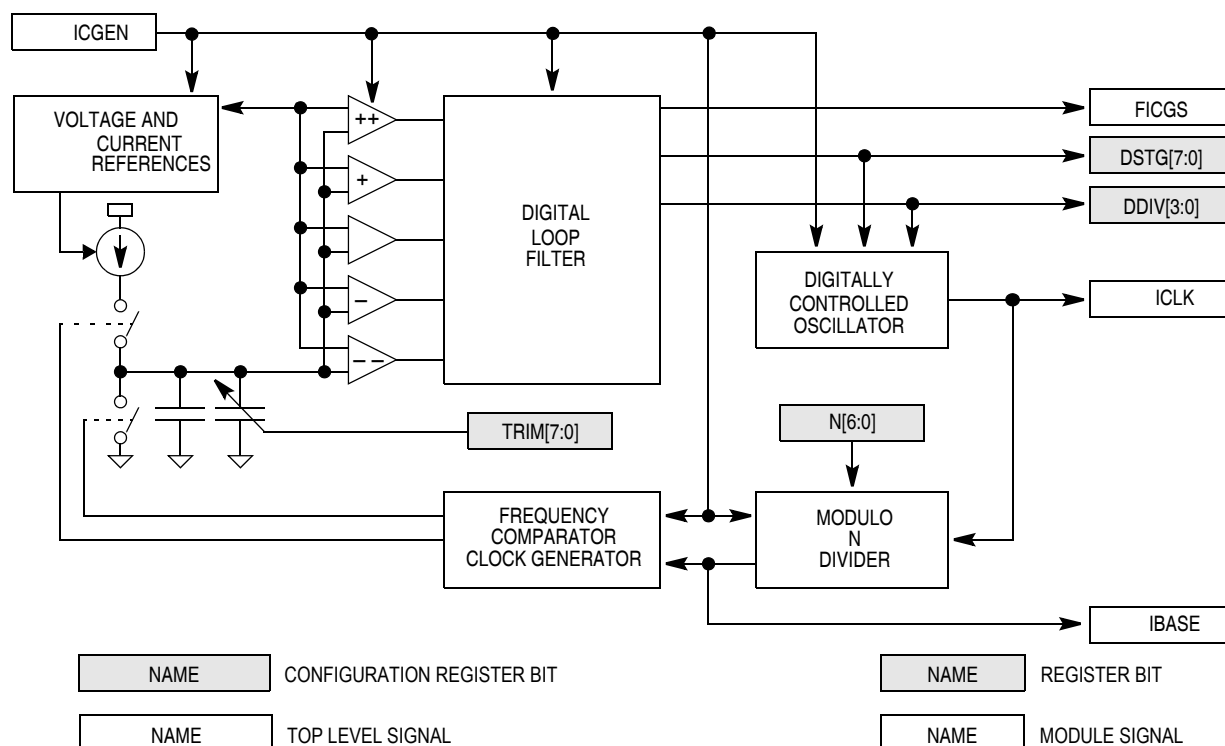 ICGEN
VOLTAGE AND
CURRENT
REFERENCES
++
+
−
− −
DIGITAL
LOOP
FILTER
FICGS
DSTG[7:0]
DDIV[3:0]
DIGITALLY
CONTROLLED
OSCILLATOR
ICLK
TRIM[7:0]
N[6:0]
FREQUENCY
COMPARATOR
CLOCK GENERATOR
MODULO
N
DIVIDER
IBASE
NAME CONFIGURATION REGISTER BIT
NAME REGISTER BIT
NAME TOP LEVEL SIGNAL
NAME MODULE SIGNAL